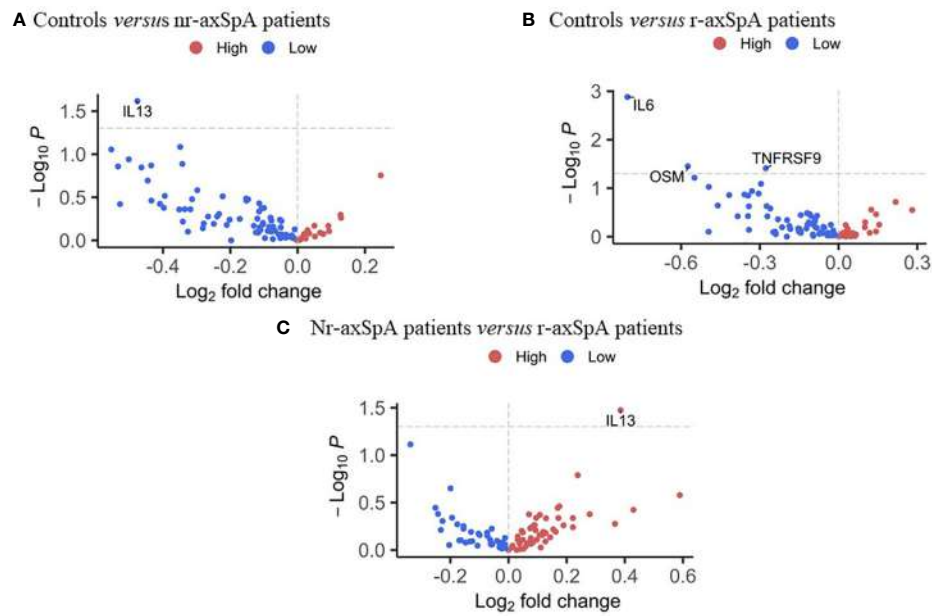 A Controls versus nr-axSpA patients
High Low
1.5
1.0
0.5
0.0
IL13
-0.4 -0.2 0.0 0.2
− Log10 P
Log2 fold change
B Controls versus r-axSpA patients
High Low
3
2
1
0
IL6
OSM
TNFRSF9
-0.6 -0.3 0.0 0.3
− Log10 P
Log2 fold change
C Nr-axSpA patients versus r-axSpA patients
High Low
1.5
1.0
0.5
0.0
IL13
-0.2 0.0 0.2 0.4 0.6
− Log10 P
Log2 fold change